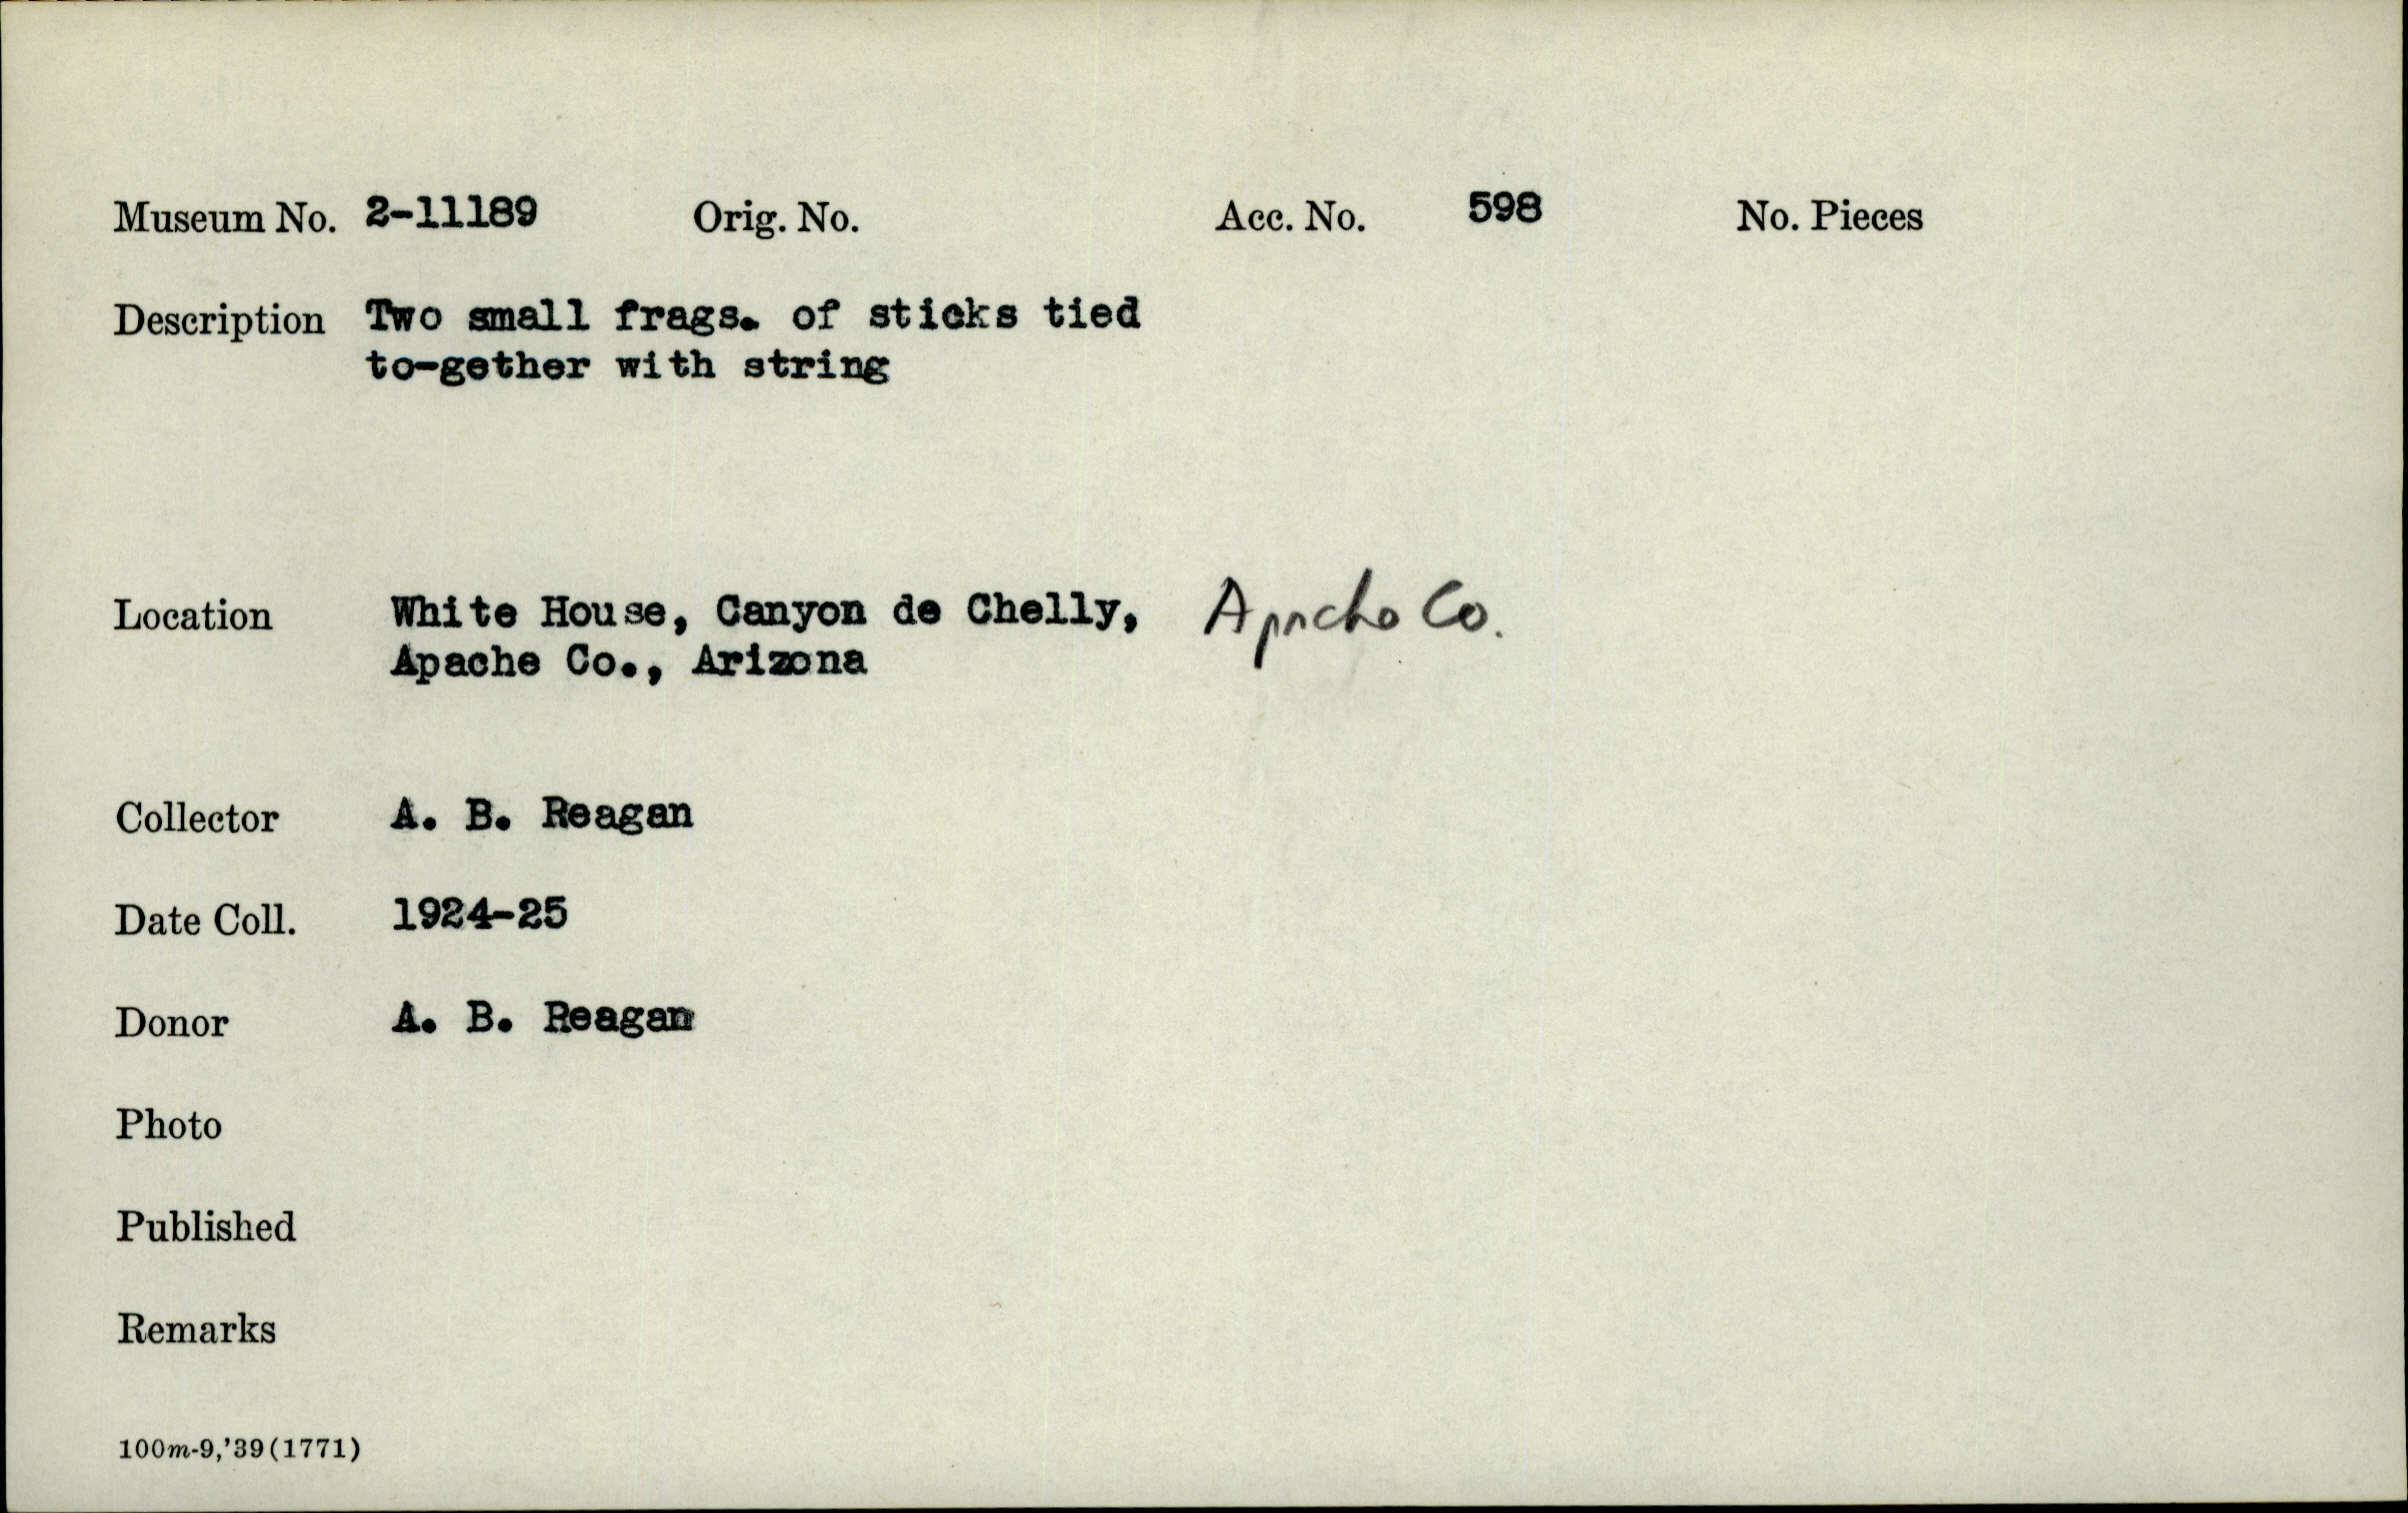 Museum No. 2-11189 Orig. No. Acc. No. 598 No. Pieces
Description Two small frags. of sticks tied
to-gether with string
Location White House, Canyon de Chelly, Apache Co.
Apache Co., Arizona
Collector A. B. Reagan
Date Coll. 1924-25
Donor A. B. Reagan
Photo
Published
Remarks
100m-9,'39(1771)